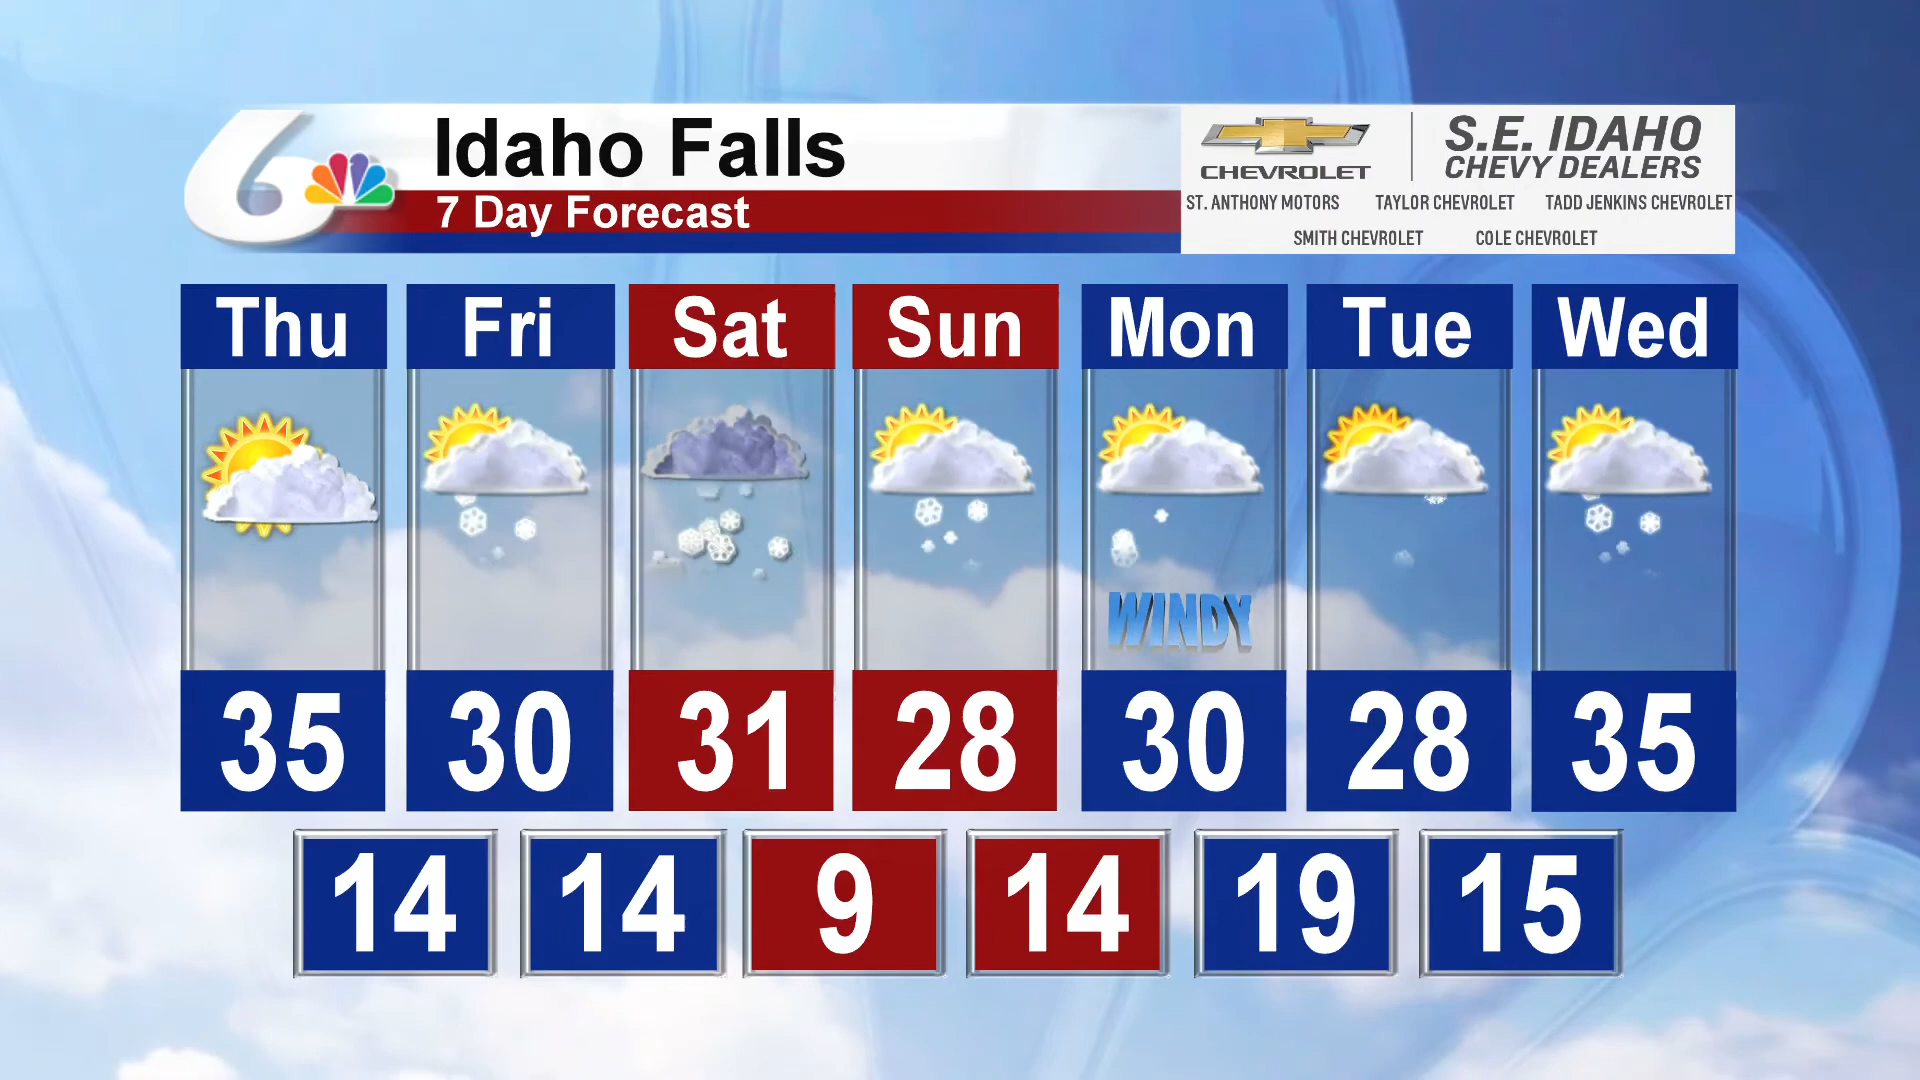 6
Idaho Falls
7 Day Forecast
CHEVROLET
S.E. IDAHO
CHEVY DEALERS
ST. ANTHONY MOTORS TAYLOR CHEVROLET TADD JENKINS CHEVROLET
SMITH CHEVROLET COLE CHEVROLET
Thu Fri Sat Sun Mon Tue Wed
WINDY
35 30 31 28 30 28 35
14 14 9 14 19 15